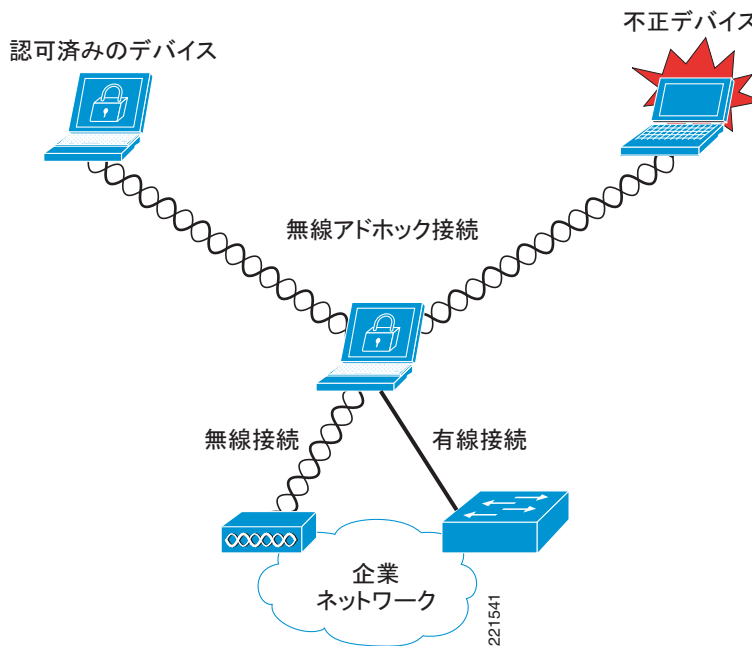 認可済みのデバイス
不正デバイス
無線アドホック接続
無線接続
有線接続
企業
ネットワーク
221541